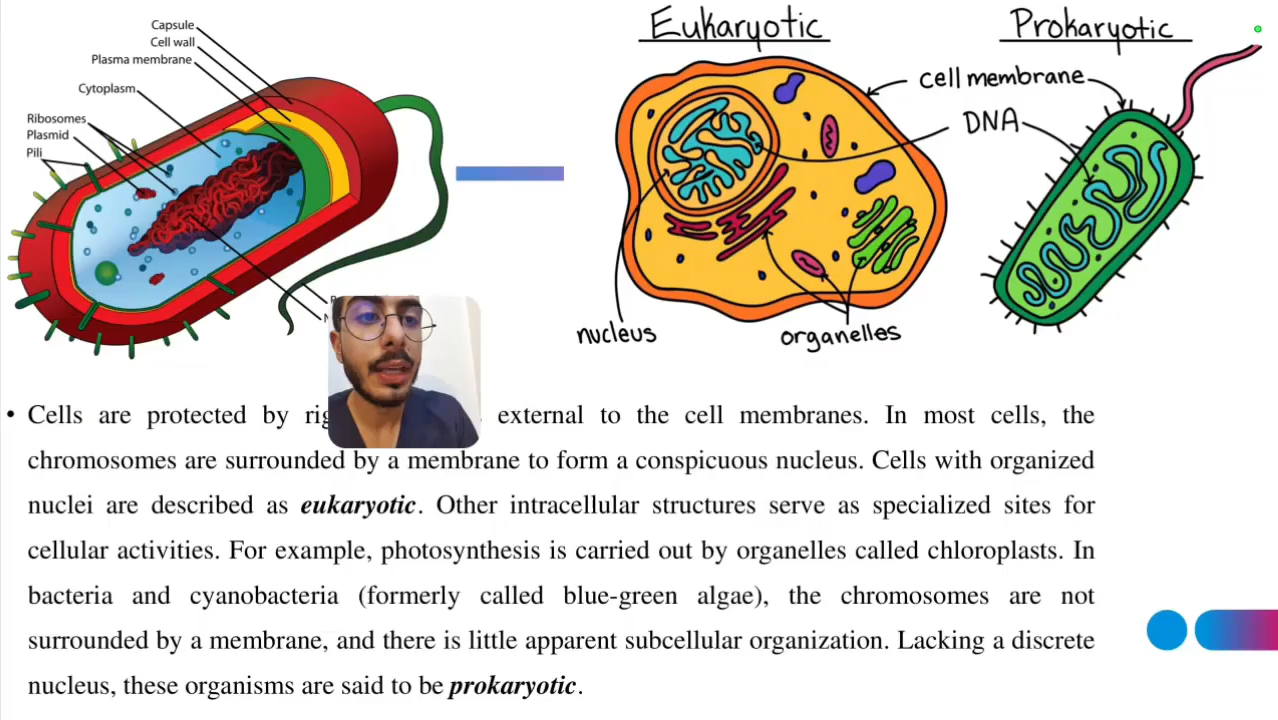 Capsule
Cell wall
Plasma membrane
Cytoplasm
Ribosomes
Plasmid
Pili
Eukaryotic
Prokaryotic
cell membrane
DNA
nucleus
organelles
• Cells are protected by external to the cell membranes. In most cells, the
chromosomes are surrounded by a membrane to form a conspicuous nucleus. Cells with organized
nuclei are described as eukaryotic. Other intracellular structures serve as specialized sites for
cellular activities. For example, photosynthesis is carried out by organelles called chloroplasts. In
bacteria and cyanobacteria (formerly called blue-green algae), the chromosomes are not
surrounded by a membrane, and there is little apparent subcellular organization. Lacking a discrete
nucleus, these organisms are said to be prokaryotic.